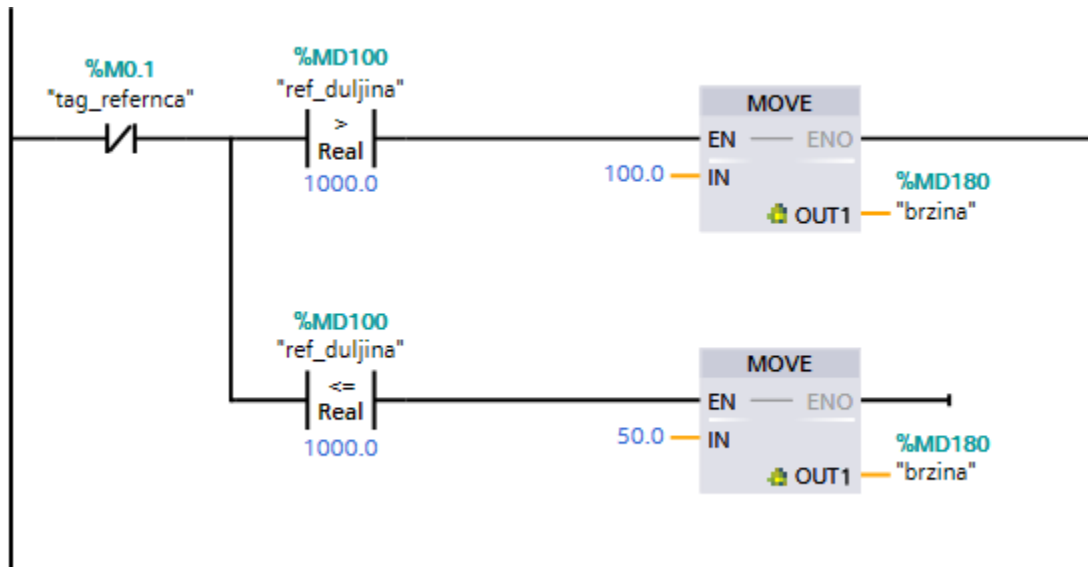 %M0.1
"tag_refernca"
%MD100
"ref_duljina"
>
Real
1000.0
MOVE
EN ENO
100.0 IN
OUT1
%MD180
"brzina"
%MD100
"ref_duljina"
<=
Real
1000.0
MOVE
EN ENO
50.0 IN
OUT1
%MD180
"brzina"